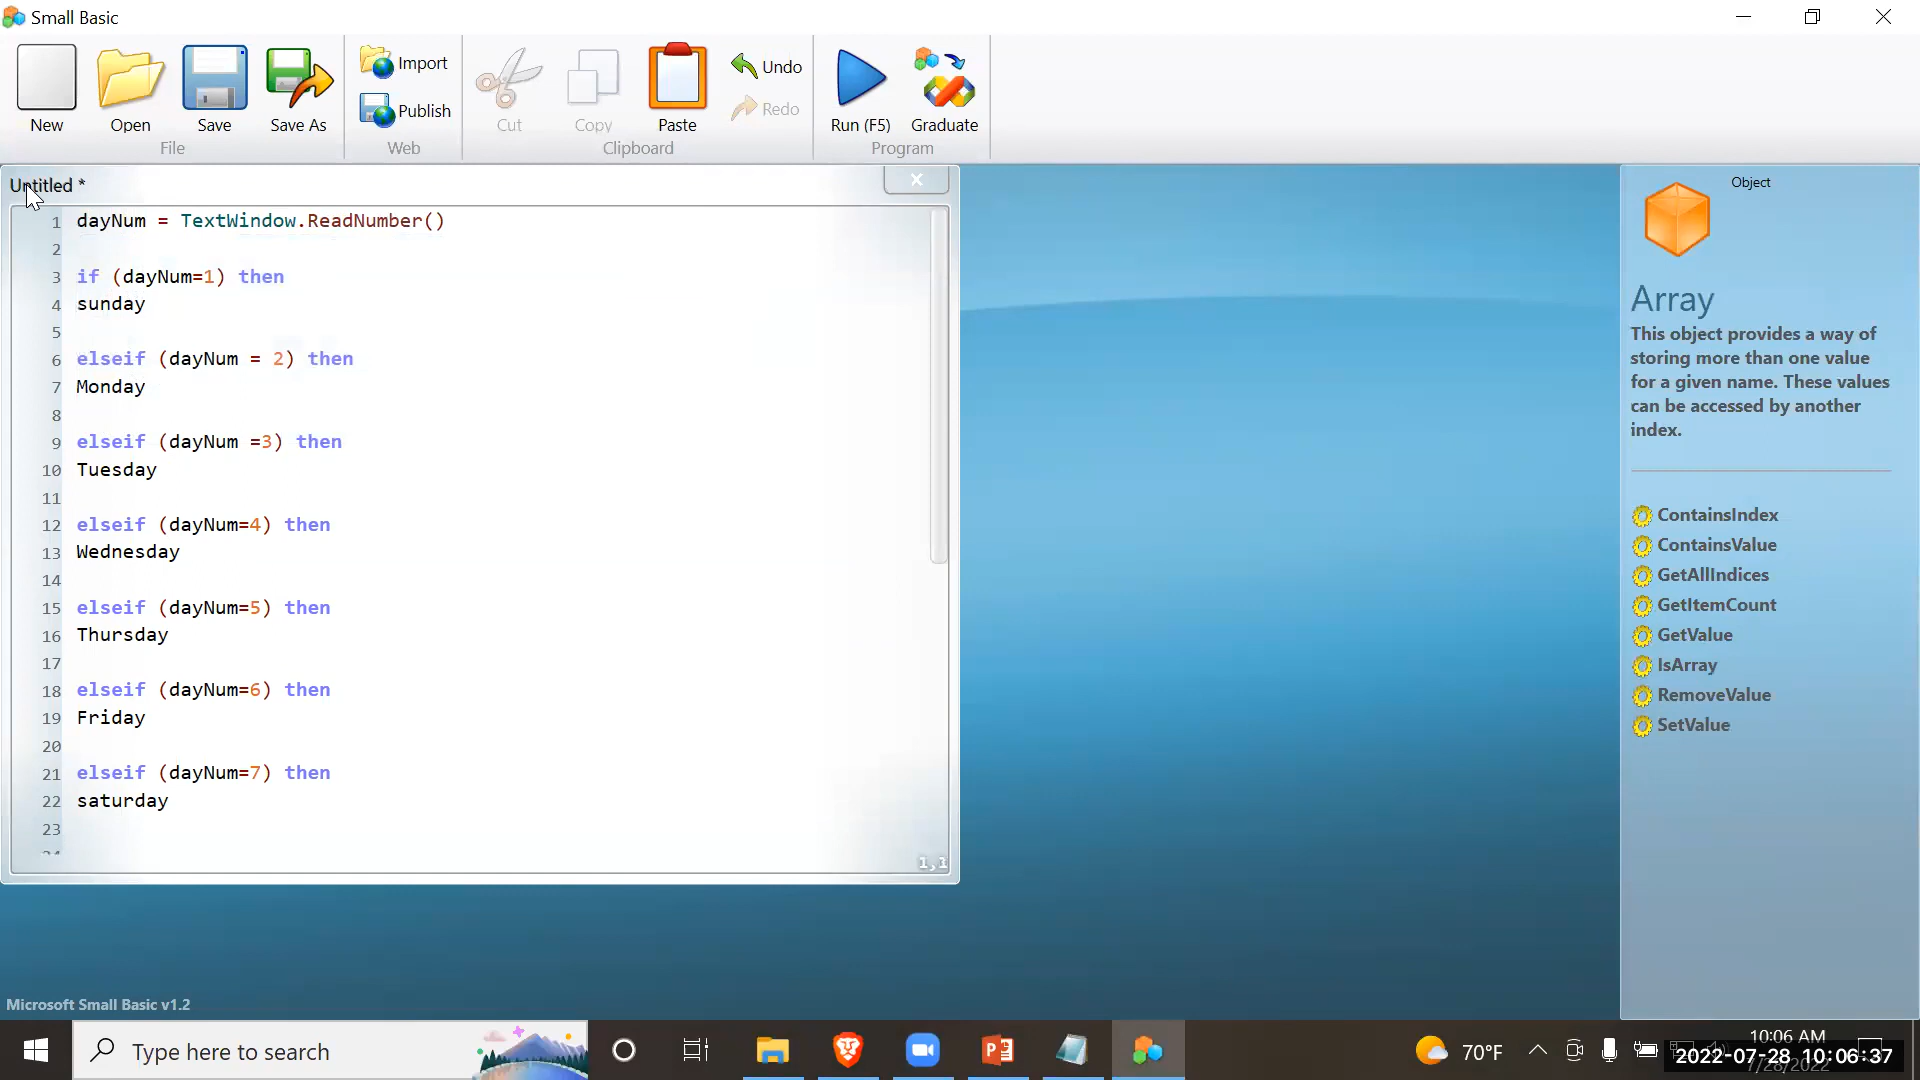 Small Basic
New
Open
Save
Save As
File
Import
Publish
Web
Cut
Copy
Paste
Undo
Redo
Clipboard
Run (F5)
Graduate
Program
Untitled *
1 dayNum = TextWindow.ReadNumber()
2
3 if (dayNum=1) then
4 sunday
5
6 elseif (dayNum = 2) then
7 Monday
8
9 elseif (dayNum =3) then
10 Tuesday
11
12 elseif (dayNum=4) then
13 Wednesday
14
15 elseif (dayNum=5) then
16 Thursday
17
18 elseif (dayNum=6) then
19 Friday
20
21 elseif (dayNum=7) then
22 saturday
23
1,1
Object
Array
This object provides a way of
storing more than one value
for a given name. These values
can be accessed by another
index.
ContainsIndex
ContainsValue
GetAllIndices
GetItemCount
GetValue
IsArray
RemoveValue
SetValue
Microsoft Small Basic v1.2
Type here to search
70°F
10:06 AM
2022-07-28 10:06:37
7/28/2022